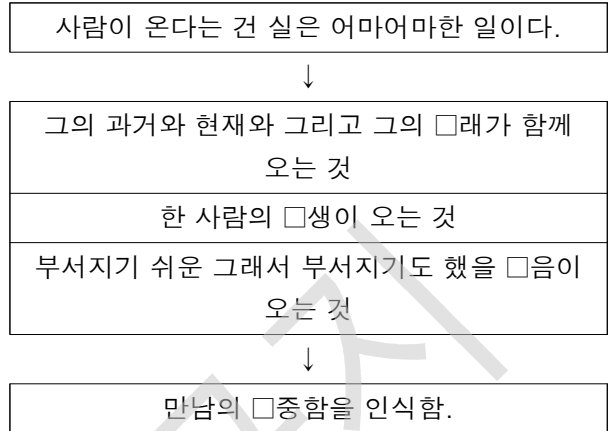 사람이 온다는 건 실은 어마어마한 일이다.
↓
그의 과거와 현재와 그리고 그의 □래가 함께
오는 것
한 사람의 □생이 오는 것
부서지기 쉬운 그래서 부서지기도 했을 □음이
오는 것
↓
만남의 □중함을 인식함.